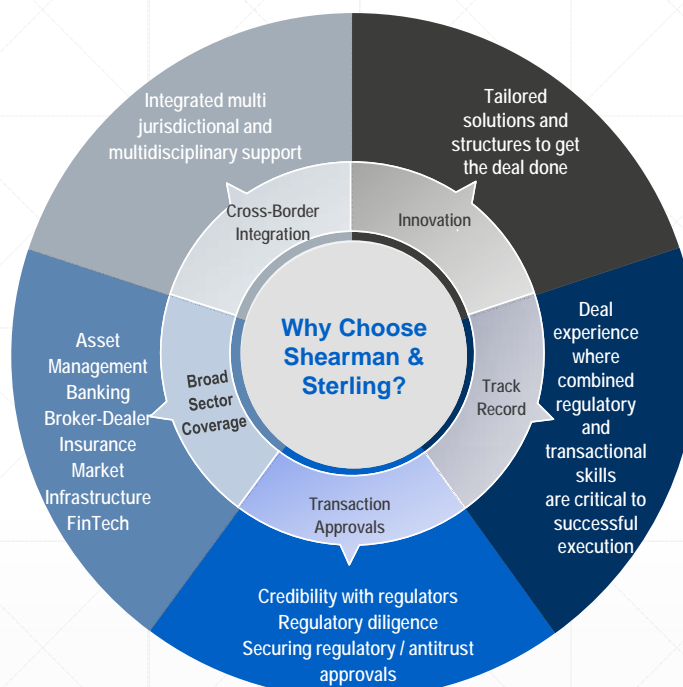 Integrated multi
jurisdictional and
multidisciplinary support
Tailored
solutions and
structures to get
the deal done
Cross-Border
Integration
Innovation
Why Choose
Shearman &
Sterling?
Asset
Management
Banking
Broker-Dealer
Insurance
Market
Infrastructure
FinTech
Broad
Sector
Coverage
Track
Record
Deal
experience
where
combined
regulatory
and
transactional
skills
are critical to
successful
execution
Transaction
Approvals
Credibility with regulators
Regulatory diligence
Securing regulatory / antitrust
approvals